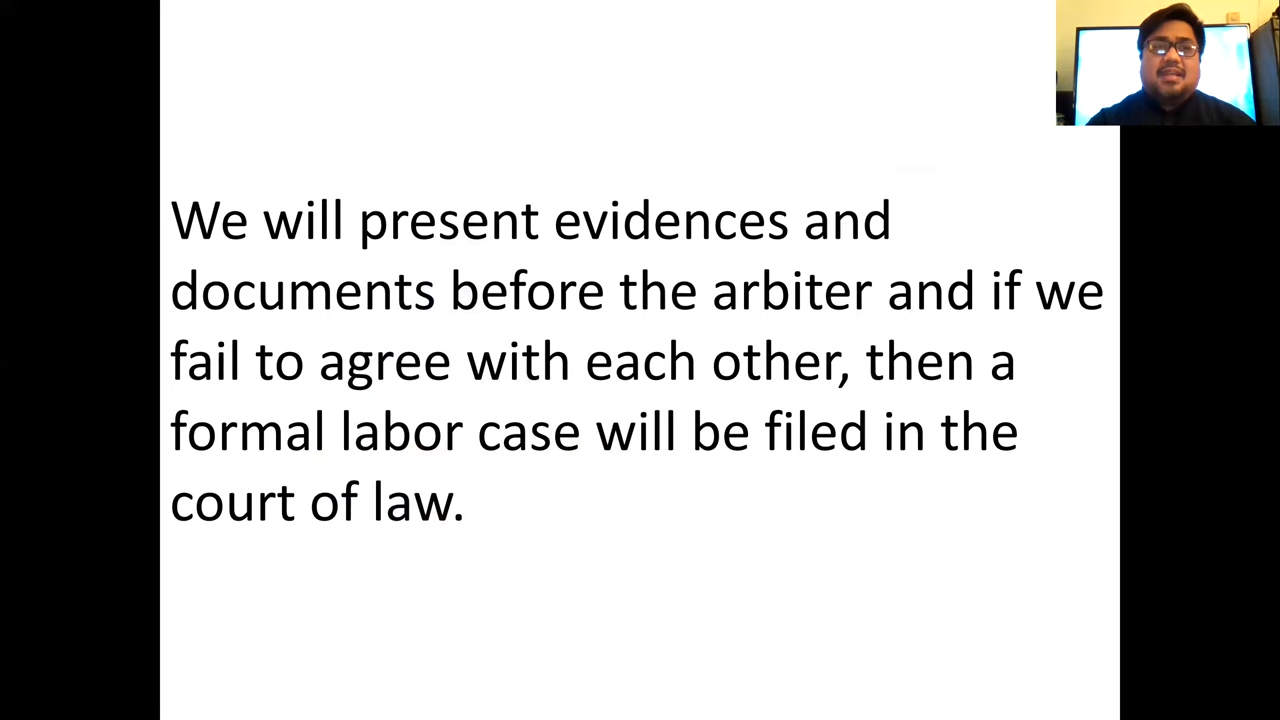 We will present evidences and
documents before the arbiter and if we
fail to agree with each other, then a
formal labor case will be filed in the
court of law.